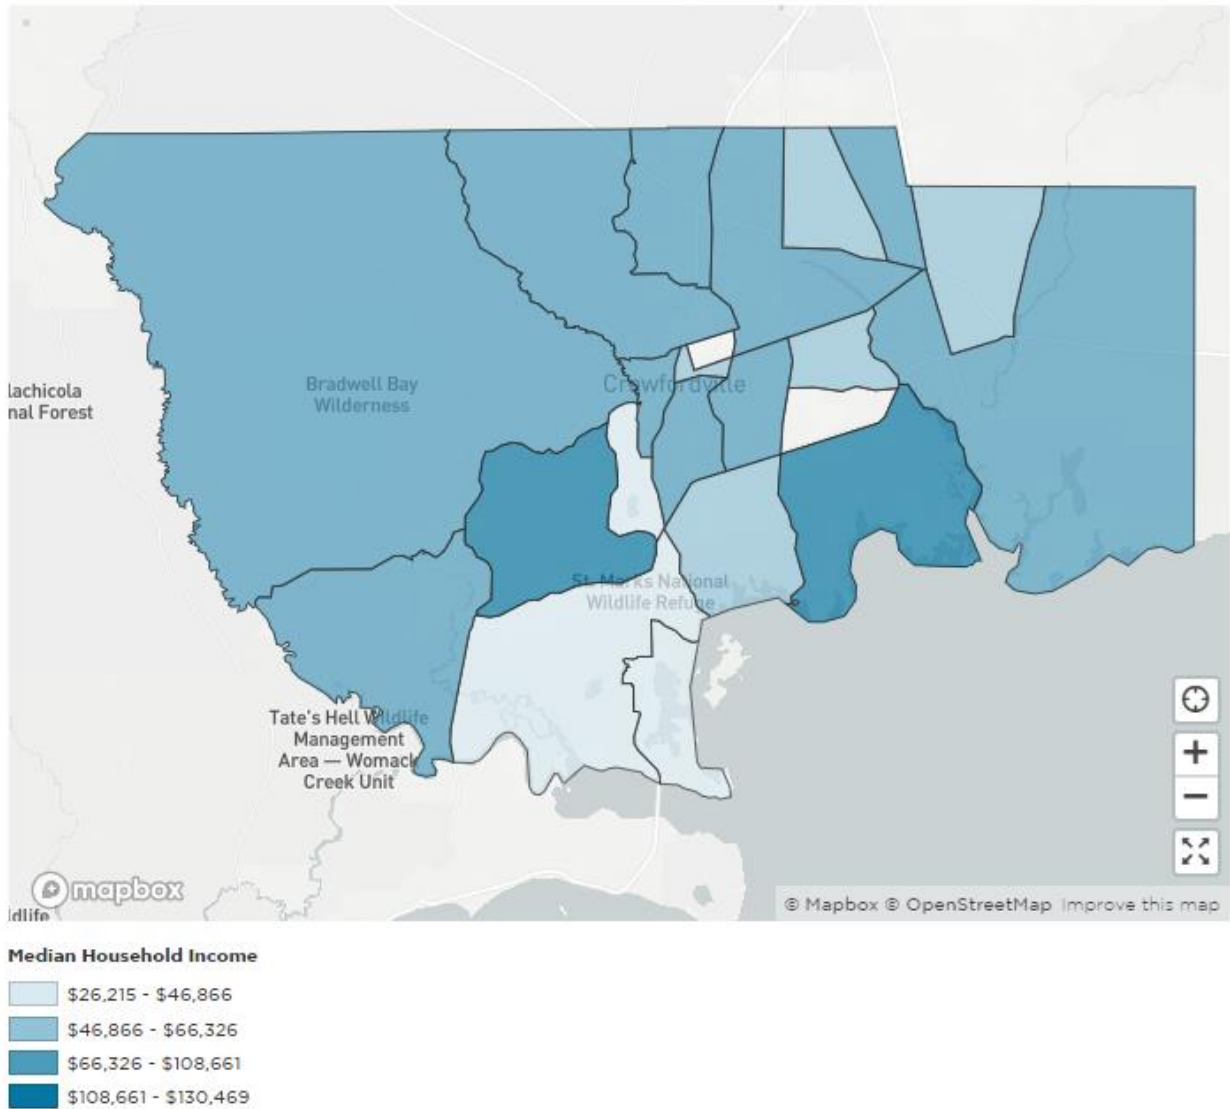 Bradwell Bay
Wilderness
lachicola
nal Forest
Crawfordville
St. Marks National
Wildlife Refuge
Tate's Hell Wildlife
Management
Area — Womack
Creek Unit
mapbox
idlife
© Mapbox © OpenStreetMap Improve this map
Median Household Income
$26,215 - $46,866
$46,866 - $66,326
$66,326 - $108,661
$108,661 - $130,469